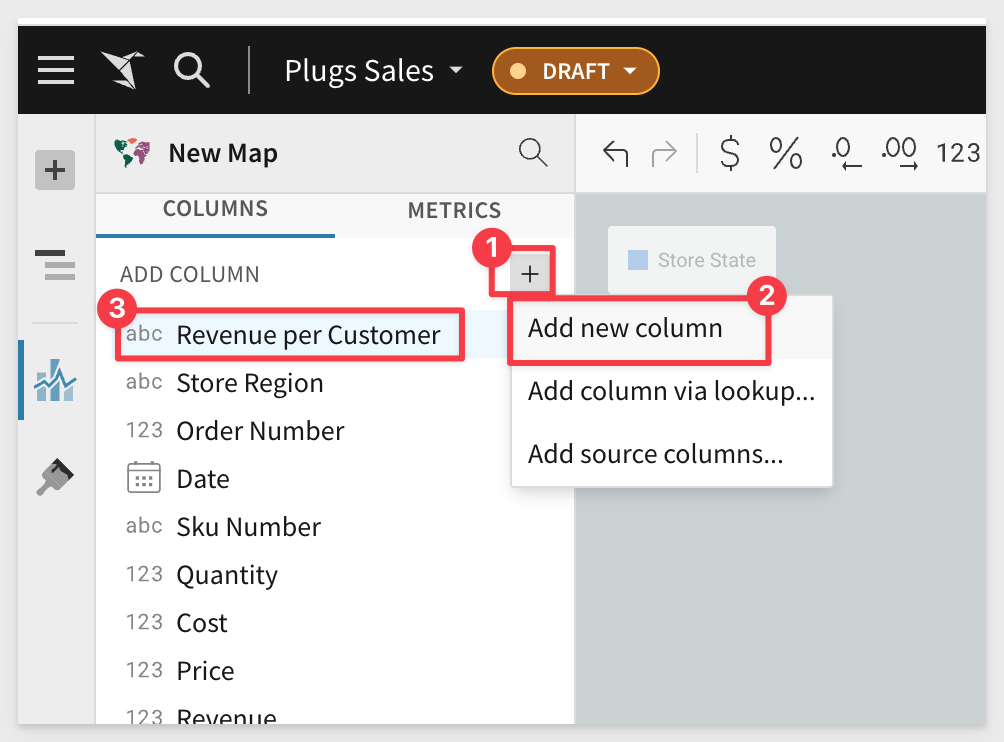 Plugs Sales
DRAFT
New Map
.0
.00
$
%
123
COLUMNS
METRICS
1
ADD COLUMN
+
Store State
2
3
abc Revenue per Customer
Add new column
abc Store Region
Add column via lookup...
123 Order Number
Add source columns...
Date
abc Sku Number
123 Quantity
123 Cost
123 Price
123 Revenue